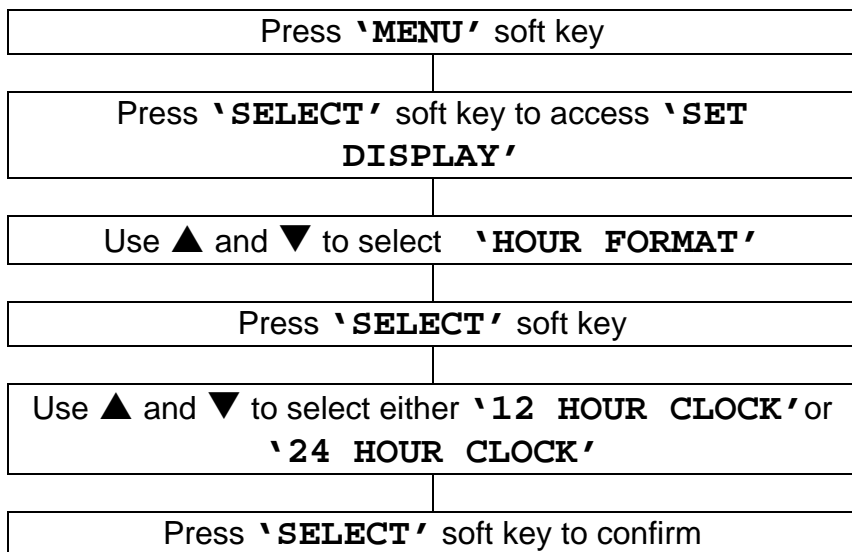 Press ‘MENU’ soft key
Press ‘SELECT’ soft key to access ‘SET
DISPLAY’
Use ▲ and ▼ to select ‘HOUR FORMAT’
Press ‘SELECT’ soft key
Use ▲ and ▼ to select either ‘12 HOUR CLOCK’or
‘24 HOUR CLOCK’
Press ‘SELECT’ soft key to confirm